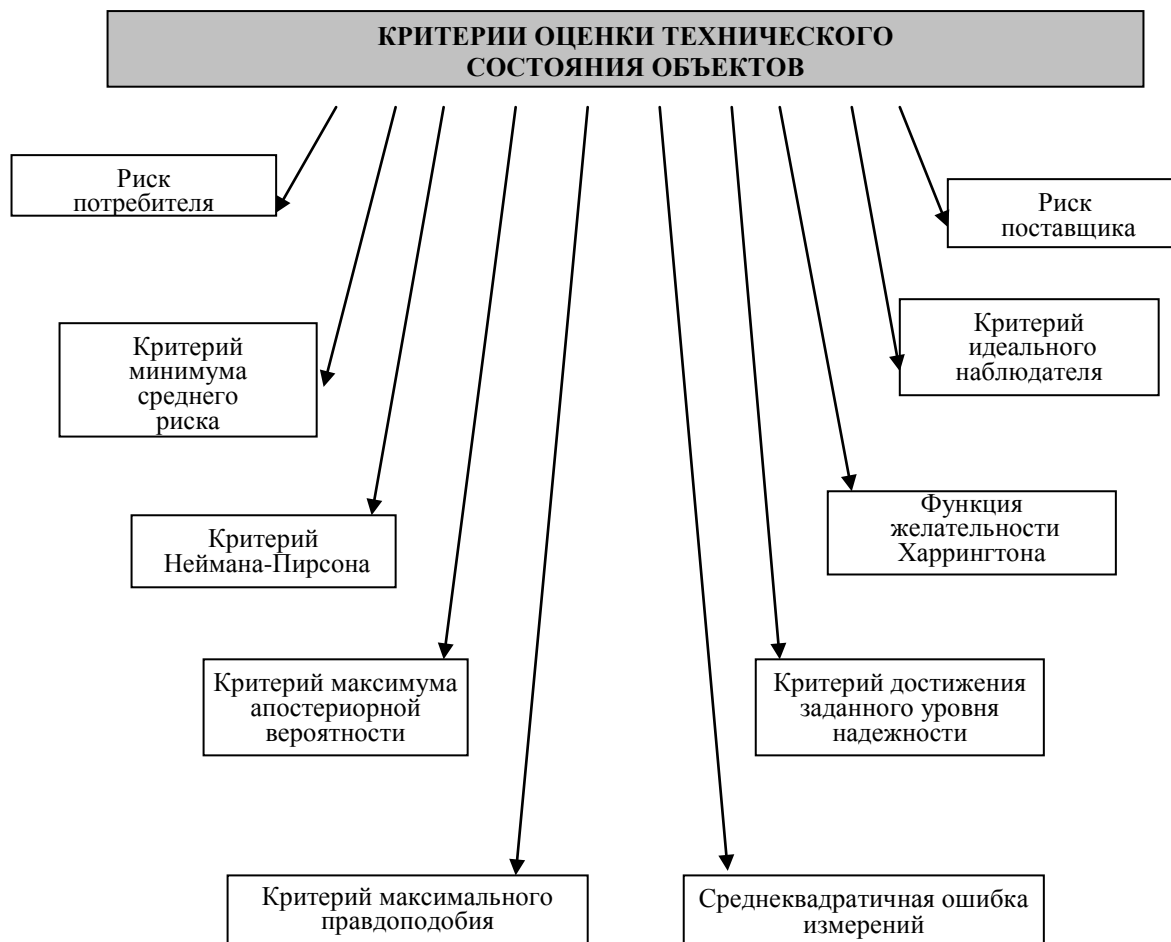 КРИТЕРИИ ОЦЕНКИ ТЕХНИЧЕСКОГО
СОСТОЯНИЯ ОБЪЕКТОВ
Риск
потребителя
Риск
поставщика
Критерий
минимума
среднего
риска
Критерий
идеального
наблюдателя
Критерий
Неймана-Пирсона
Функция
желательности
Харрингтона
Критерий максимума
апостериорной
вероятности
Критерий достижения
заданного уровня
надежности
Критерий максимального
правдоподобия
Среднеквадратичная ошибка
измерений